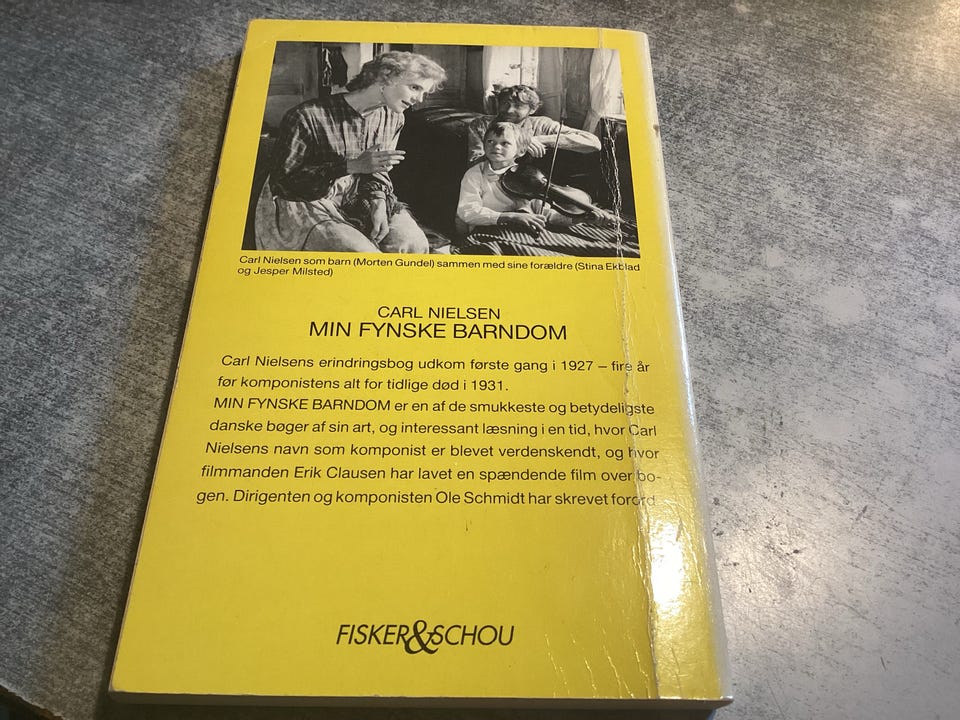 Carl Nielsen som barn (Morten Gundel) sammen med sine forældre (Stina Ekblad
og Jesper Milsted)
CARL NIELSEN
MIN FYNSKE BARNDOM
Carl Nielsens erindringsbog udkom første gang i 1927 – fire år
før komponistens alt for tidlige død i 1931.
MIN FYNSKE BARNDOM er en af de smukkeste og betydeligste
danske bøger af sin art, og interessant læsning i en tid, hvor Carl
Nielsens navn som komponist er blevet verdenskendt, og hvor
filmmanden Erik Clausen har lavet en spændende film over bo-
gen. Dirigenten og komponisten Ole Schmidt har skrevet forord
FISKER&SCHOU